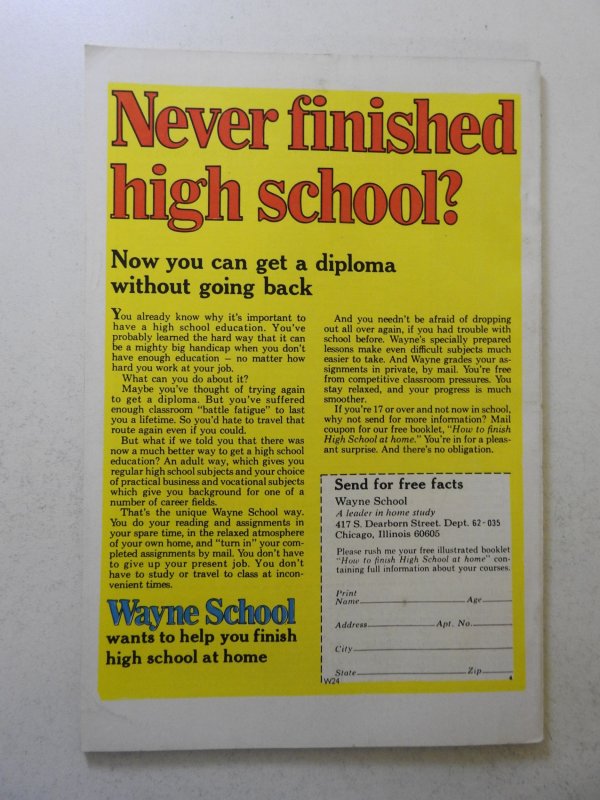 Never finished
high school?
Now you can get a diploma
without going back
You already know why it's important to
have a high school education. You've
probably learned the hard way that it can
be a mighty big handicap when you don't
have enough education — no matter how
hard you work at your job.
What can you do about it?
Maybe you've thought of trying again
to get a diploma. But you've suffered
enough classroom "battle fatigue" to last
you a lifetime. So you'd hate to travel that
route again even if you could.
But what if we told you that there was
now a much better way to get a high school
education? An adult way, which gives you
regular high school subjects and your choice
of practical business and vocational subjects
which give you background for one of a
number of career fields.
That's the unique Wayne School way.
You do your reading and assignments in
your spare time, in the relaxed atmosphere
of your own home, and "turn in" your com-
pleted assignments by mail. You don't have
to give up your present job. You don't
have to study or travel to class at incon-
venient times.
Wayne School
wants to help you finish
high school at home
And you needn't be afraid of dropping
out all over again, if you had trouble with
school before. Wayne's specially prepared
lessons make even difficult subjects much
easier to take. And Wayne grades your as-
signments in private, by mail. You're free
from competitive classroom pressures. You
stay relaxed, and your progress is much
smoother.
If you're 17 or over and not now in school,
why not send for more information? Mail
coupon for our free booklet, "How to finish
High School at home." You're in for a pleas-
ant surprise. And there's no obligation.
Send for free facts
Wayne School
A leader in home study
417 S. Dearborn Street. Dept. 62-035
Chicago, Illinois 60605
Please rush me your free illustrated booklet
"How to finish High School at home" con-
taining full information about your courses.
Print
Name Age
Address Apt. No.
City
State Zip
W24 4